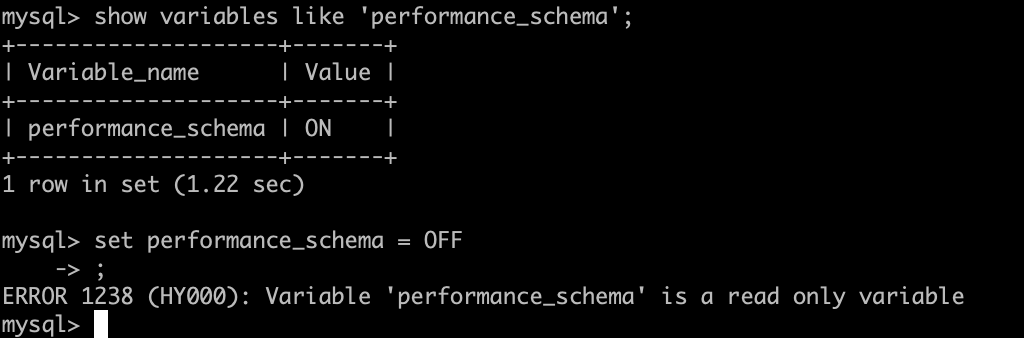 mysql> show variables like 'performance_schema';
+--------------------+-------+
| Variable_name      | Value |
+--------------------+-------+
| performance_schema | ON    |
+--------------------+-------+
1 row in set (1.22 sec)
mysql> set performance_schema = OFF
    -> ;
ERROR 1238 (HY000): Variable 'performance_schema' is a read only variable
mysql>